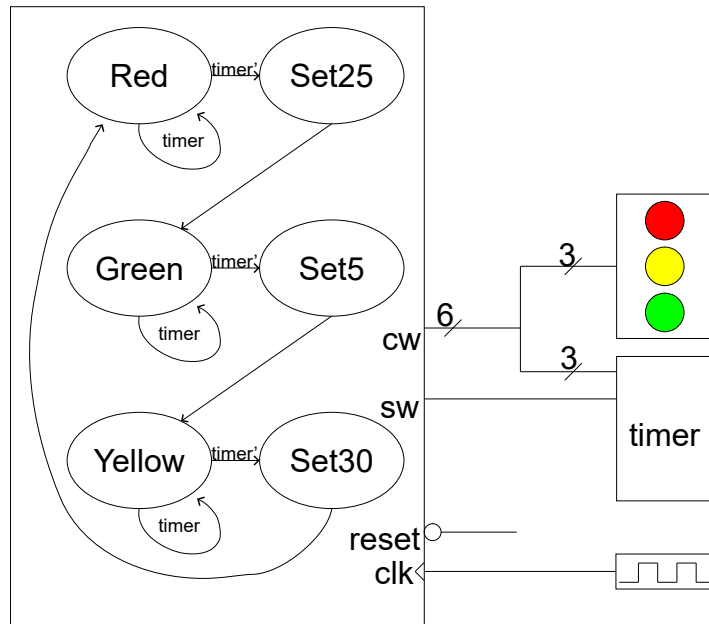 Red
timer’
Set25
timer
Green
timer’
Set5
timer
Yellow
timer’
Set30
timer
cw
6
3
3
sw
timer
reset
clk